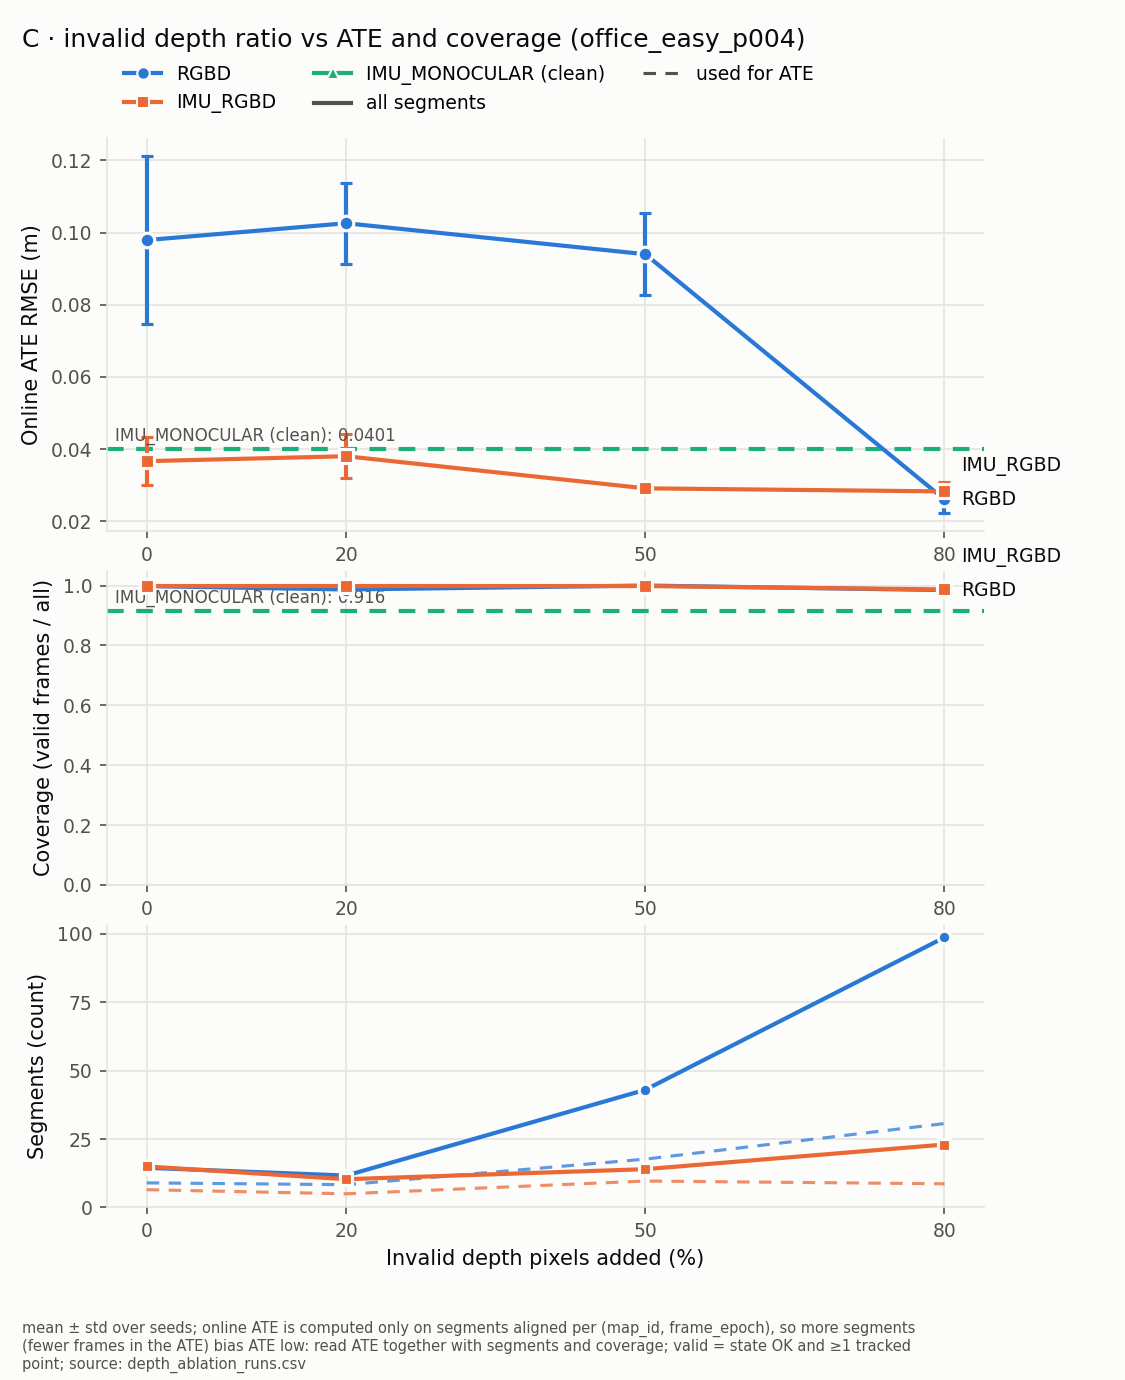 C · invalid depth ratio vs ATE and coverage (office_easy_p004)
RGBD
IMU_MONOCULAR (clean)
used for ATE
IMU_RGBD
all segments
Online ATE RMSE (m)
0.12
0.10
0.08
0.06
0.04
0.02
IMU_MONOCULAR (clean): 0.0401
IMU_RGBD
RGBD
0 20 50 80
Coverage (valid frames / all)
1.0
0.8
0.6
0.4
0.2
0.0
IMU_MONOCULAR (clean): 0.916
IMU_RGBD
RGBD
0 20 50 80
Segments (count)
100
75
50
25
0
0 20 50 80
Invalid depth pixels added (%)
mean ± std over seeds; online ATE is computed only on segments aligned per (map_id, frame_epoch), so more segments
(fewer frames in the ATE) bias ATE low: read ATE together with segments and coverage; valid = state OK and ≥1 tracked
point; source: depth_ablation_runs.csv